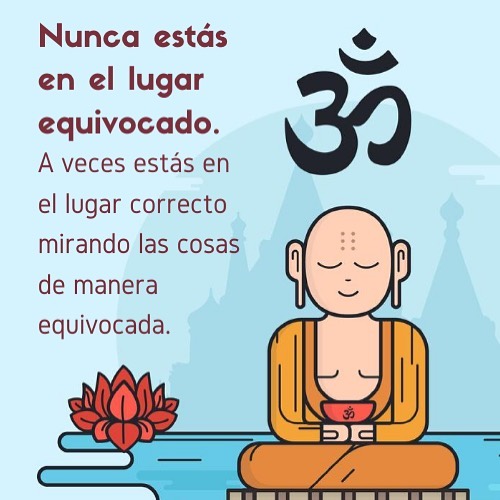 Nunca estás
en el lugar
equivocado.
A veces estás en
el lugar correcto
mirando las cosas
de manera
equivocada.
ॐ
ॐ